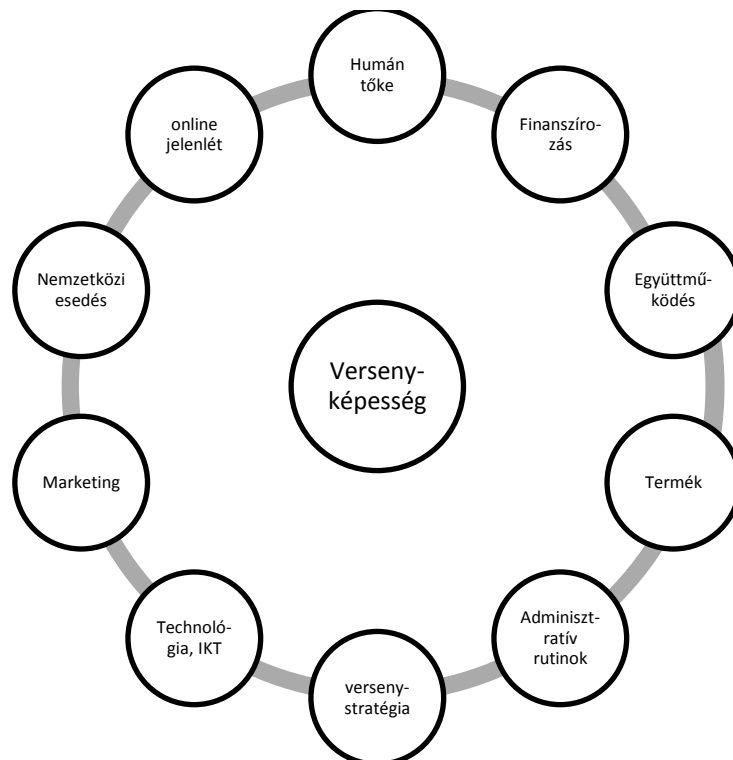 Humán
tőke
Finanszíro-
zás
Együttmű-
ködés
Termék
Adminiszt-
ratív
rutinok
verseny-
stratégia
Technoló-
gia, IKT
Marketing
Nemzetközi
esedés
online
jelenlét
Verseny-
képesség